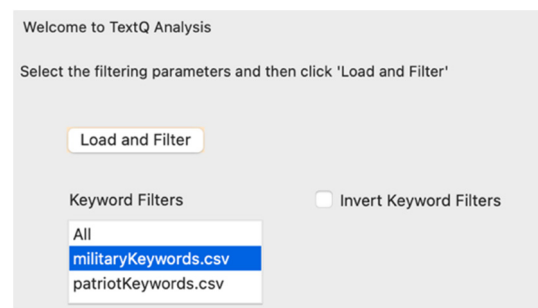 Welcome to TextQ Analysis
Select the filtering parameters and then click 'Load and Filter'
Load and Filter
Keyword Filters
Invert Keyword Filters
All
militaryKeywords.csv
patriotKeywords.csv